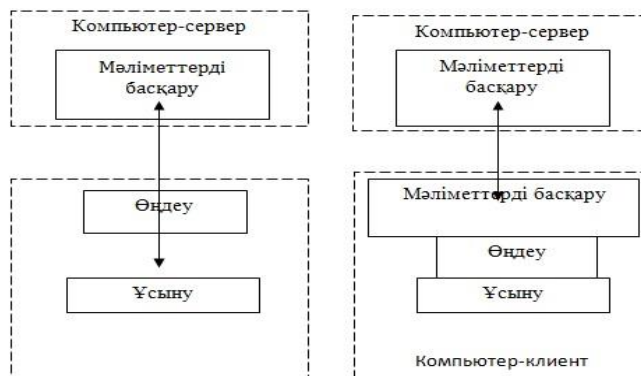 Компьютер-сервер
Мәліметтерді
басқару
Өңдеу
Ұсыну
Компьютер-сервер
Мәліметтерді
басқару
Мәліметтерді басқару
Өңдеу
Ұсыну
Компьютер-клиент